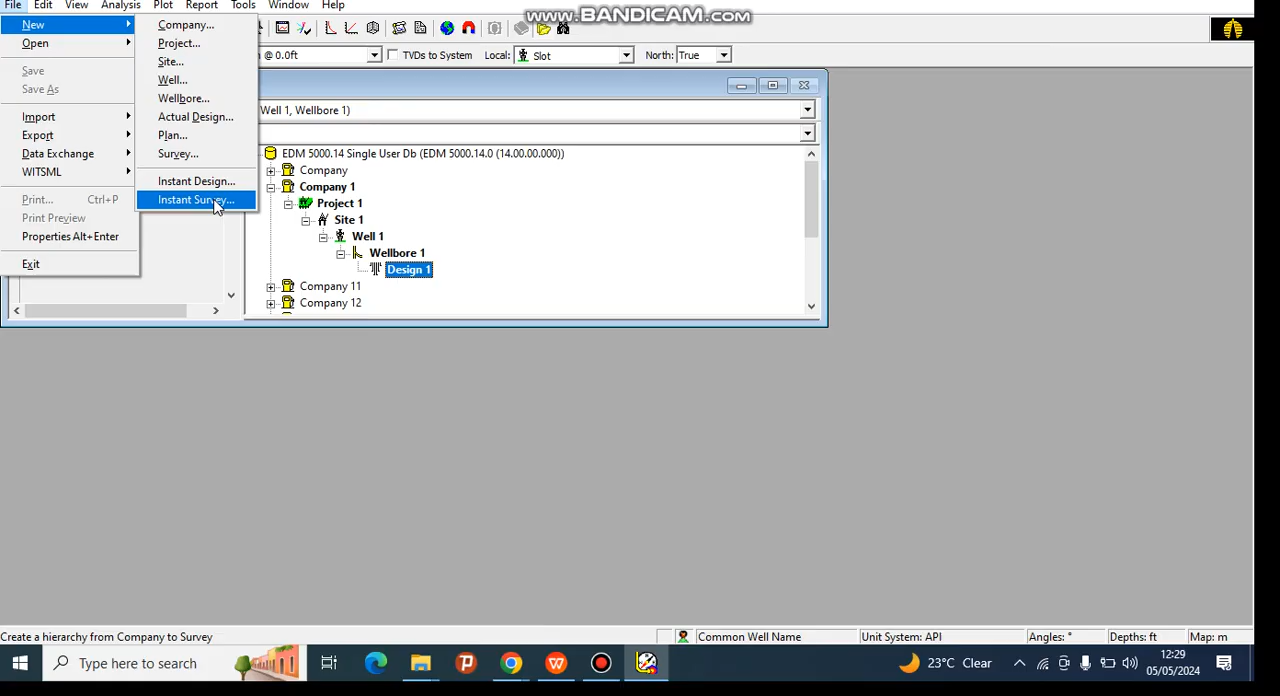 File Edit View Analysis Plot Report Tools Window Help
www.BANDICAM.com
New
Open
Save
Save As
Import
Export
Data Exchange
WITSML
Print... Ctrl+P
Print Preview
Properties Alt+Enter
Exit
Company...
Project...
Site...
Well...
Wellbore...
Actual Design...
Plan...
Survey...
Instant Design...
Instant Survey...
@ 0.0ft TVDs to System Local: Slot North: True
Well 1, Wellbore 1)
EDM 5000.14 Single User Db (EDM 5000.14.0 (14.00.00.000))
Company
Company 1
Project 1
Site 1
Well 1
Wellbore 1
Design 1
Company 11
Company 12
Create a hierarchy from Company to Survey
Common Well Name Unit System: API Angles: ° Depths: ft Map: m
Type here to search
23°C Clear
12:29
05/05/2024